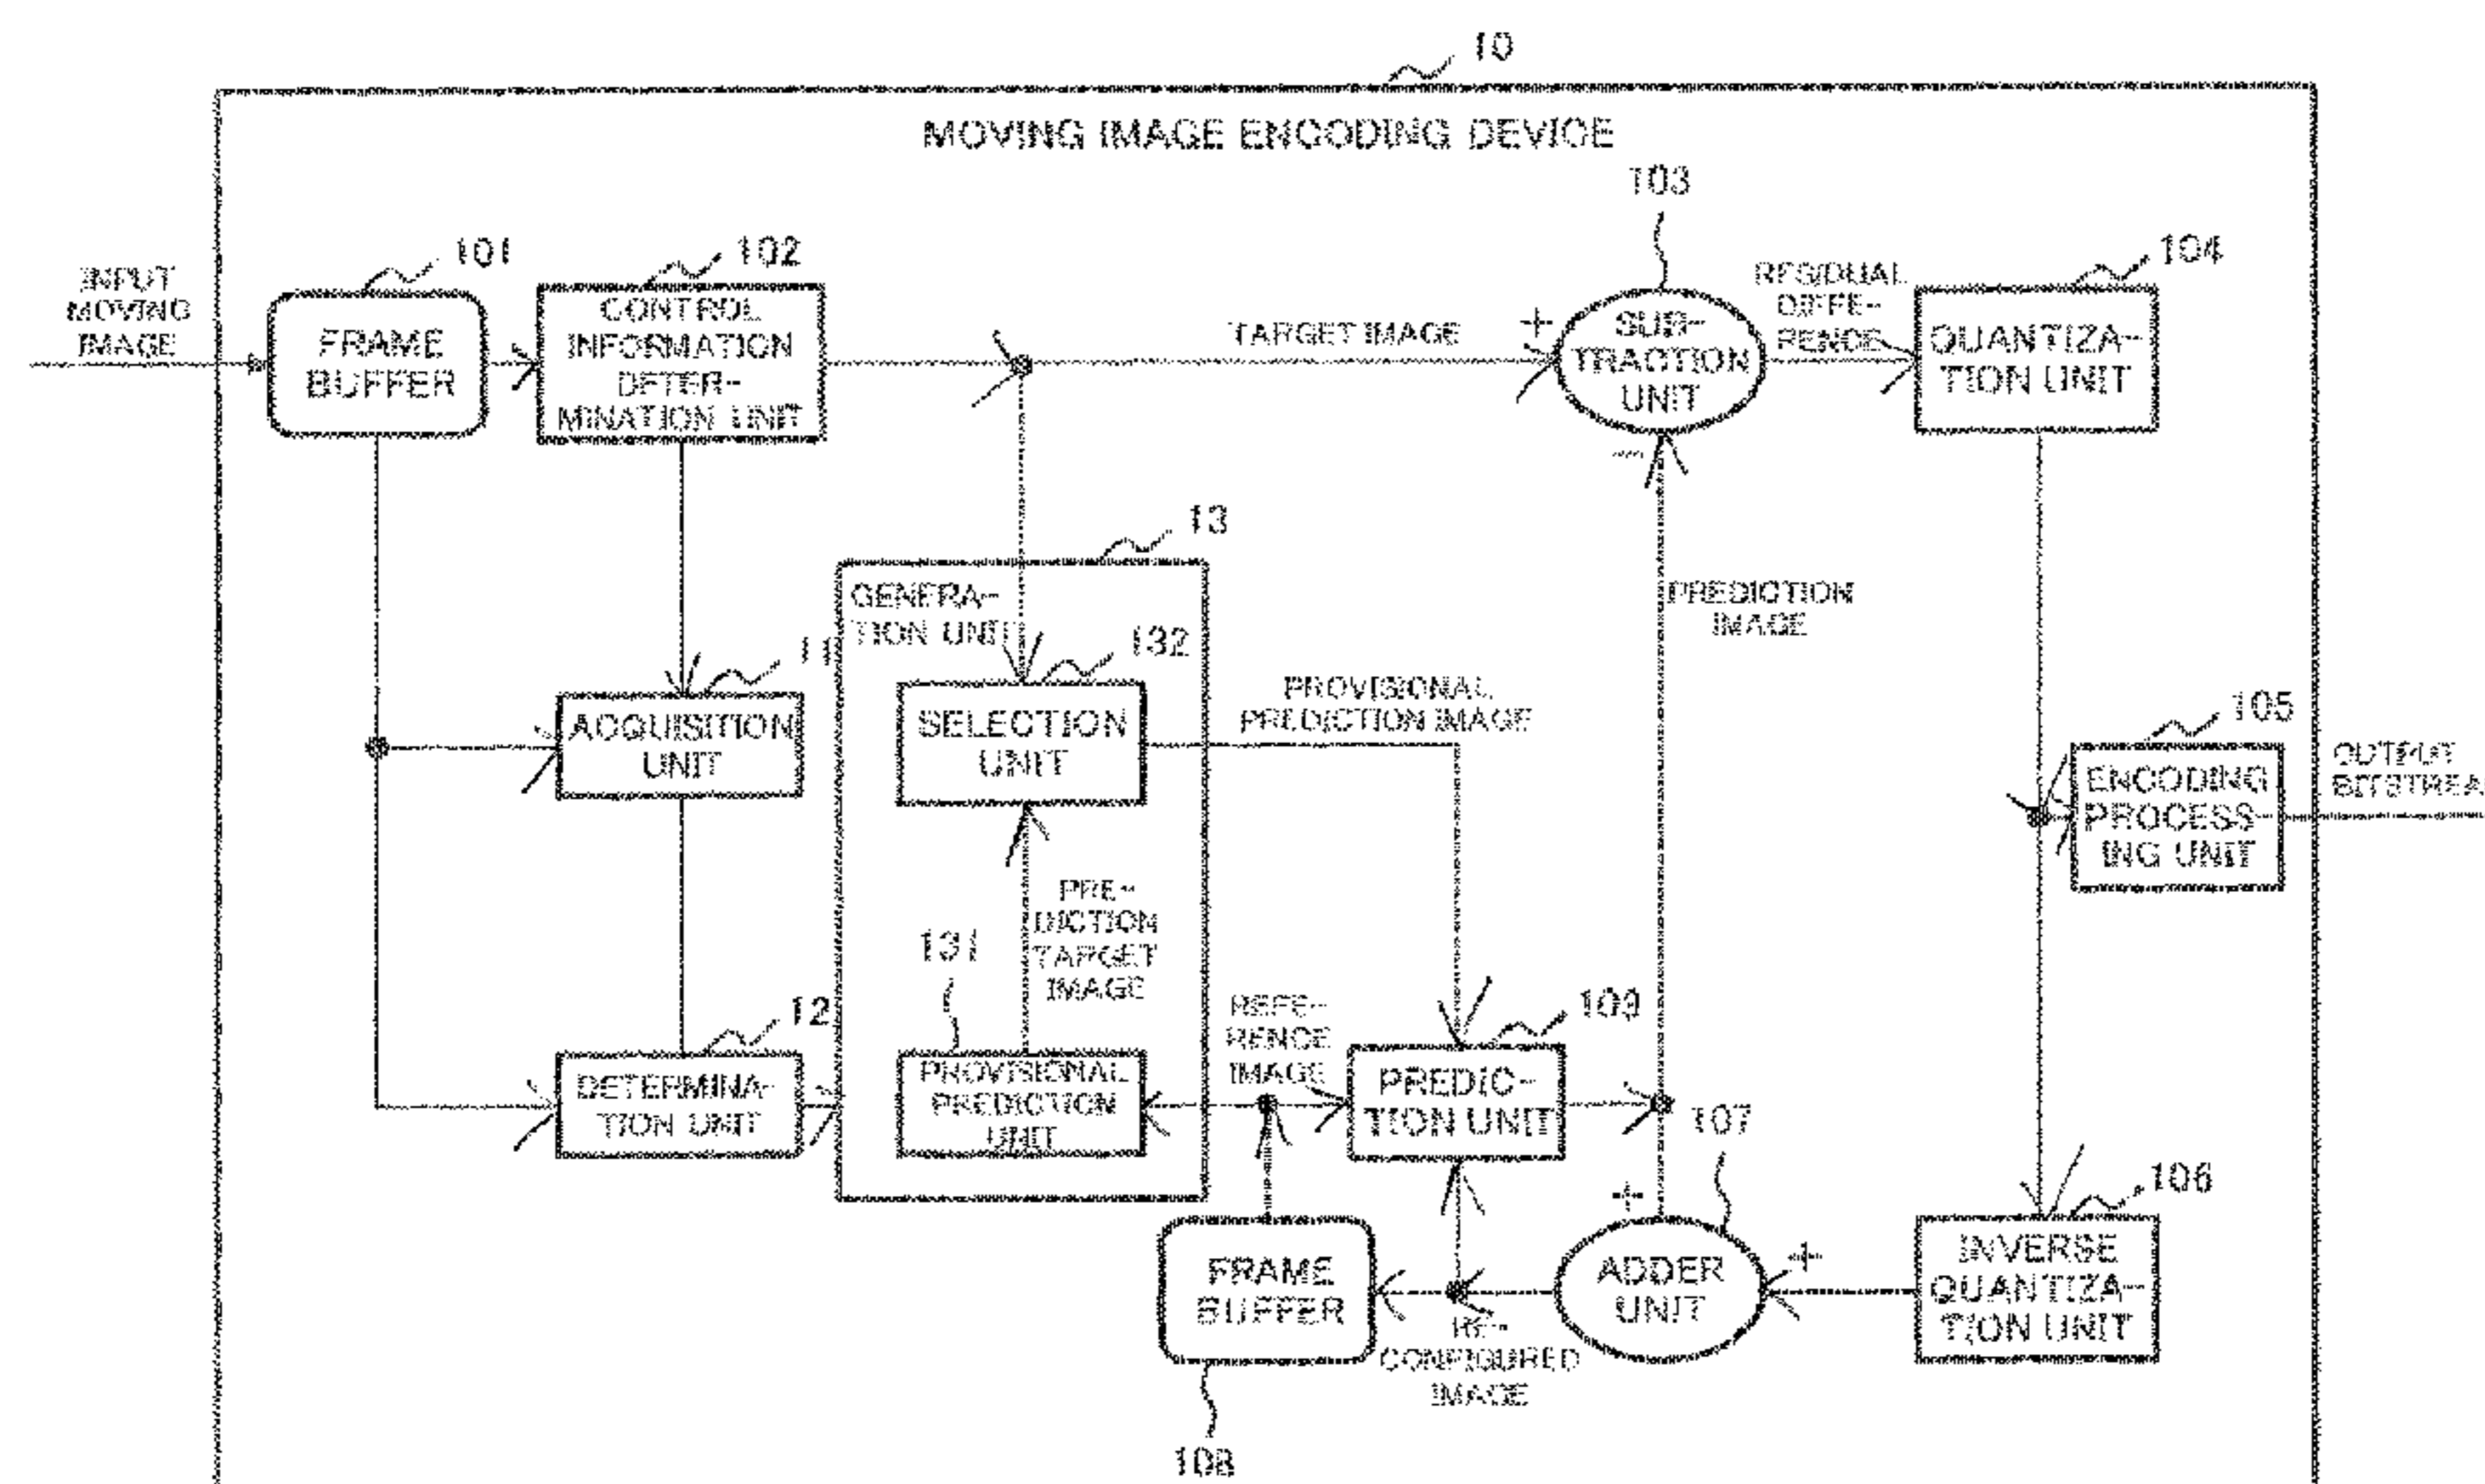 10
MOVING IMAGE ENCODING DEVICE
INPUT
MOVING
IMAGE
101
FRAME
BUFFER
102
CONTROL
INFORMATION
DETER-
MINATION UNIT
TARGET IMAGE
103
+
SUB-
TRACTION
UNIT
-
RESIDUAL
DIFFE-
RENCE
104
QUANTIZA-
TION UNIT
13
GENERA-
TION UNIT
132
SELECTION
UNIT
11
ACQUISITION
UNIT
PROVISIONAL
PREDICTION IMAGE
PREDICTION
IMAGE
105
ENCODING
PROCESS-
ING UNIT
OUTPUT
BITSTREA
PRE-
DICTION
TARGET
IMAGE
131
PROVISIONAL
PREDICTION
UNIT
12
DETERMINA-
TION UNIT
REFE-
RENCE
IMAGE
109
PREDIC-
TION UNIT
107
+
ADDER
UNIT
+
106
INVERSE
QUANTIZA-
TION UNIT
FRAME
BUFFER
RE-
CONFIGURED
IMAGE
108